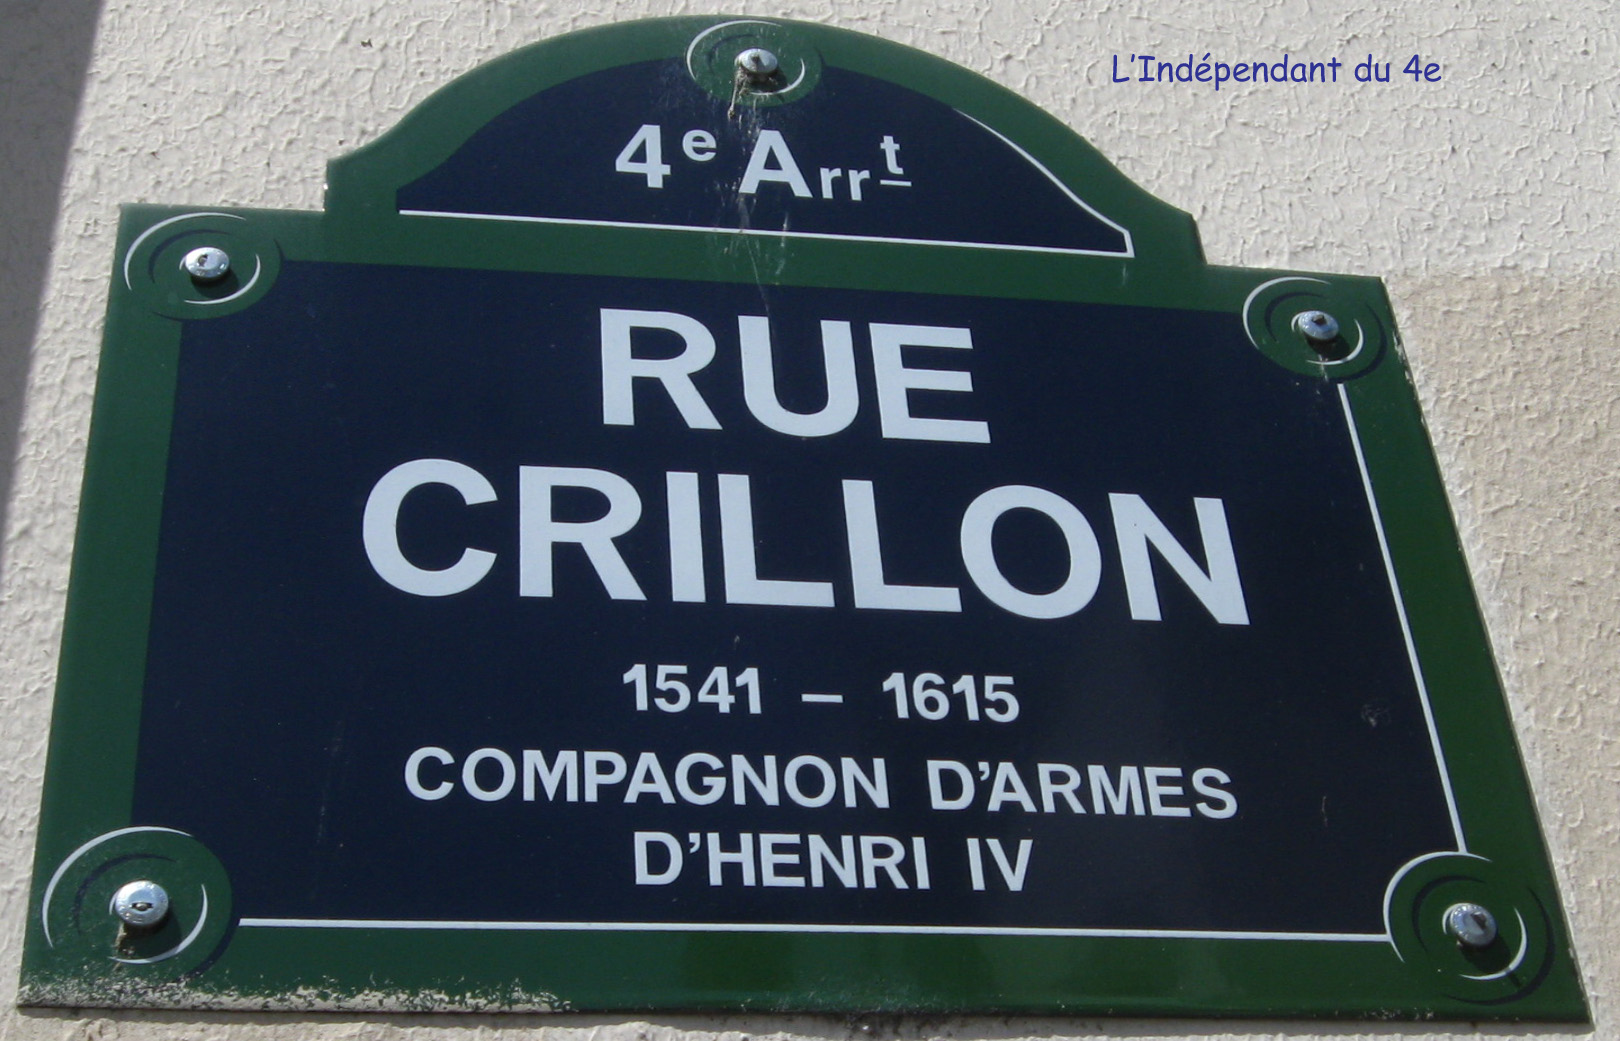 L'Indépendant du 4e
4e Arrt
RUE
CRILLON
1541 – 1615
COMPAGNON D'ARMES
D'HENRI IV